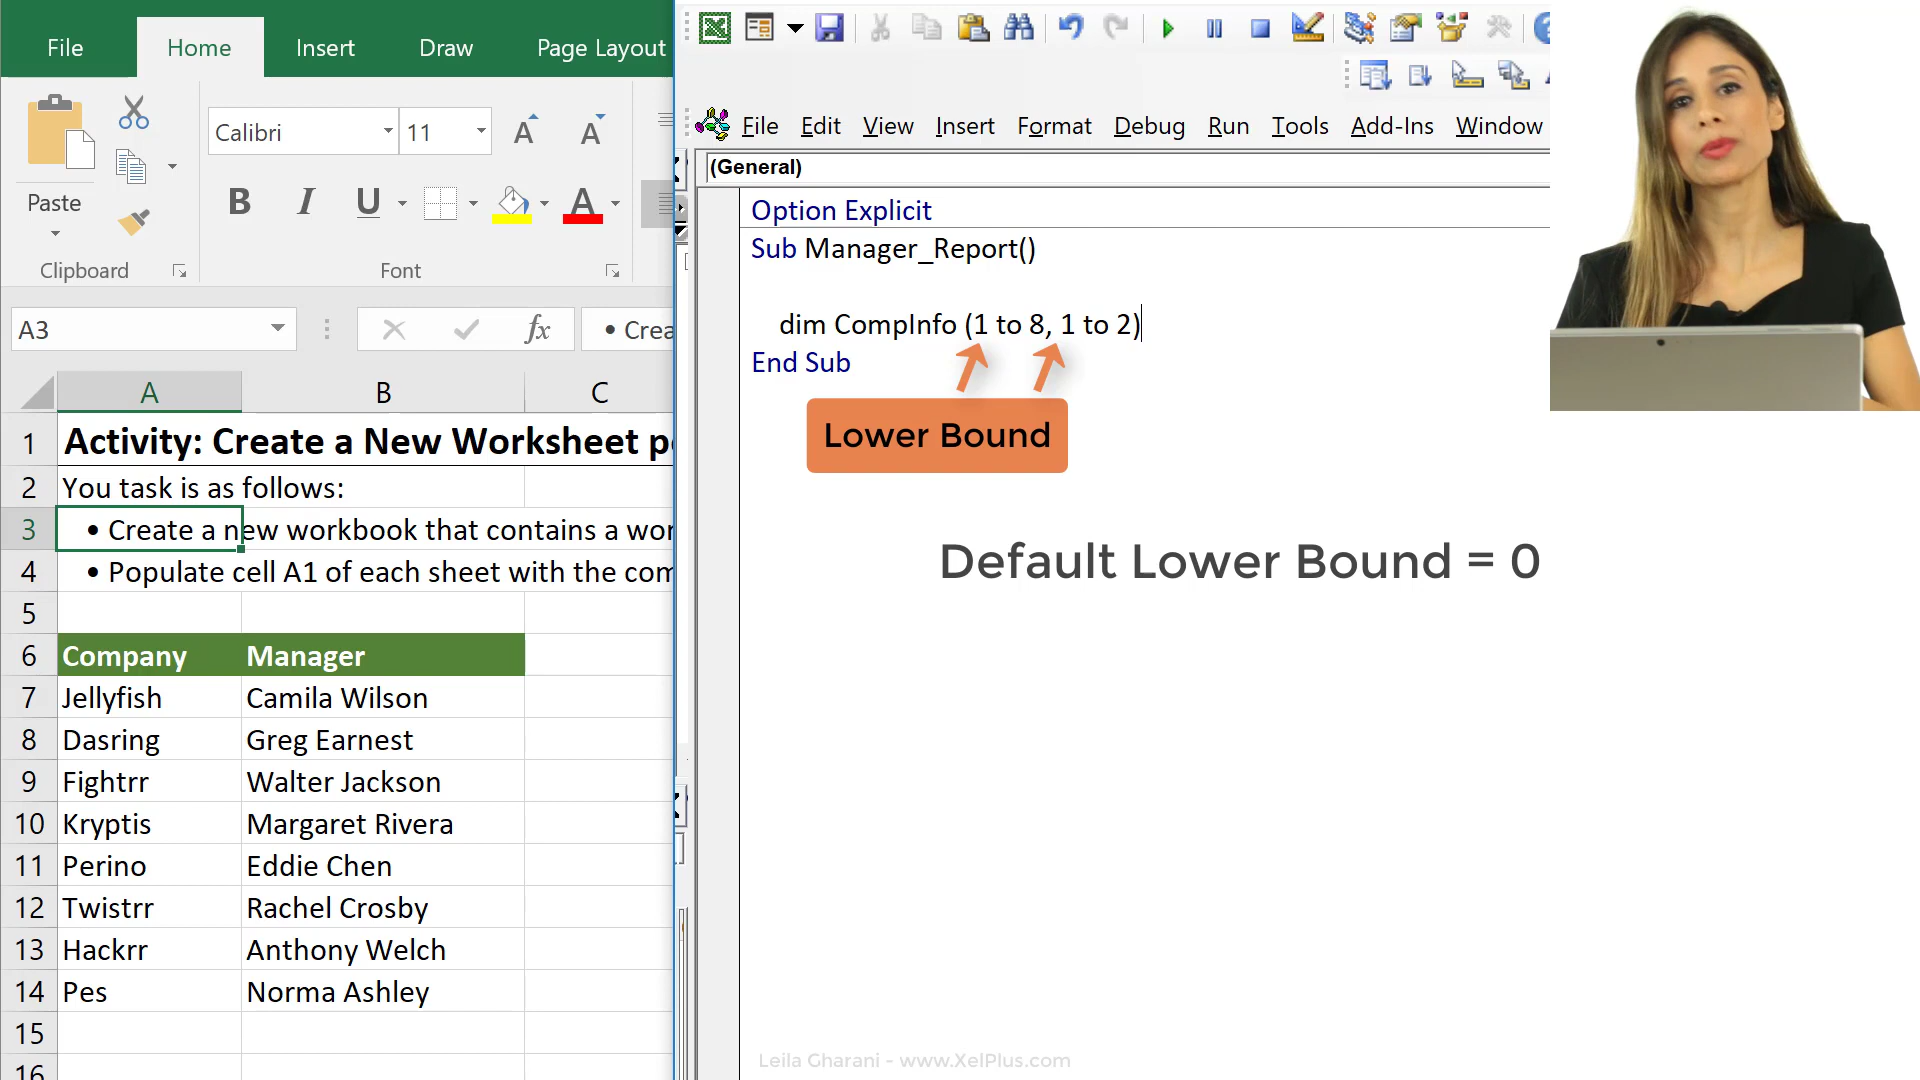 File Home Insert Draw Page Layout
Calibri 11
B I U A
Paste
Clipboard Font
A3 fx • Crea
A B C
1 Activity: Create a New Worksheet p
2 You task is as follows:
3 • Create a new workbook that contains a wor
4 • Populate cell A1 of each sheet with the com
5
6 Company Manager
7 Jellyfish Camila Wilson
8 Dasring Greg Earnest
9 Fightrr Walter Jackson
10 Kryptis Margaret Rivera
11 Perino Eddie Chen
12 Twistrr Rachel Crosby
13 Hackrr Anthony Welch
14 Pes Norma Ashley
15
16
File Edit View Insert Format Debug Run Tools Add-Ins Window
(General)
Option Explicit
Sub Manager_Report()
dim CompInfo (1 to 8, 1 to 2)
End Sub
Lower Bound
Default Lower Bound = 0
Leila Gharani - www.XelPlus.com